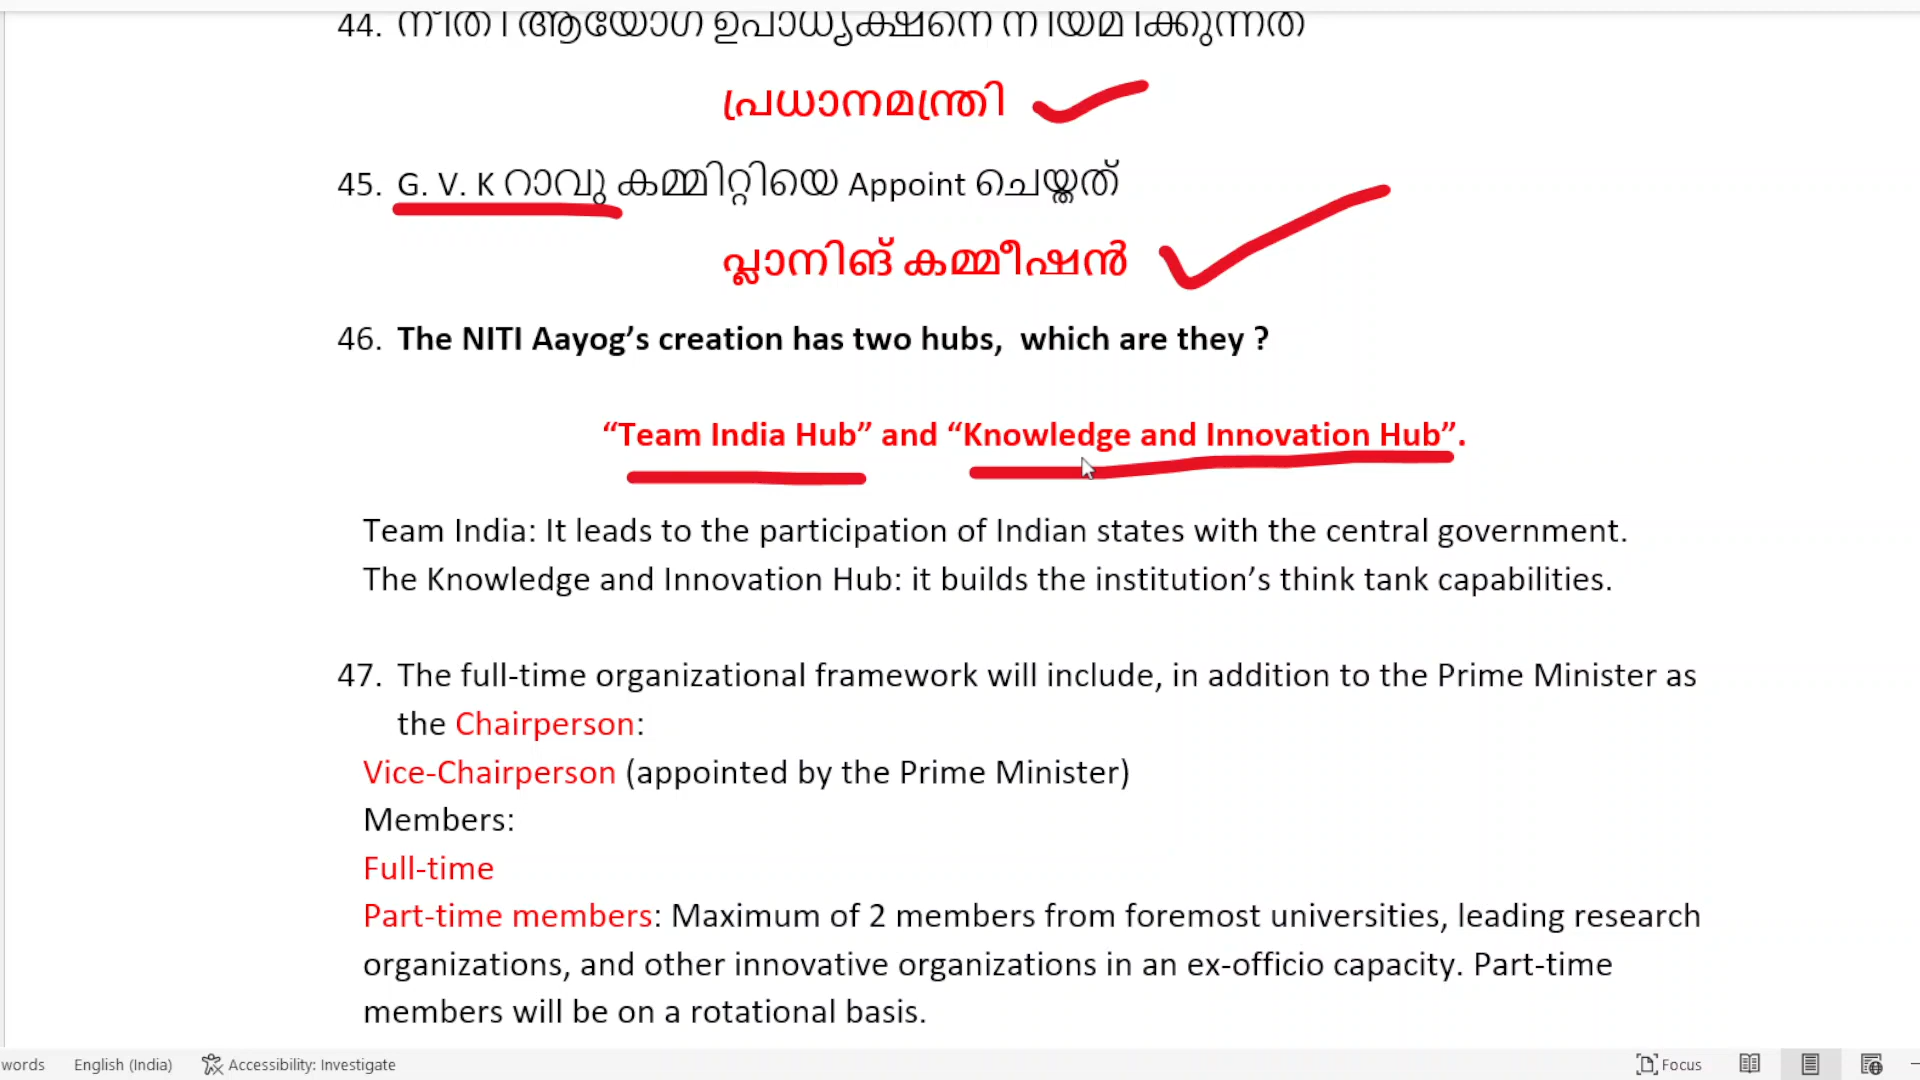 44. നീതി ആയോഗ് ഉപാധ്യക്ഷനെ നിയമിക്കുന്നത്
പ്രധാനമന്ത്രി
45. G. V. K റാവു കമ്മിറ്റിയെ Appoint ചെയ്തത്
പ്ലാനിങ് കമ്മീഷൻ
46. The NITI Aayog’s creation has two hubs, which are they ?
“Team India Hub” and “Knowledge and Innovation Hub”.
Team India: It leads to the participation of Indian states with the central government.
The Knowledge and Innovation Hub: it builds the institution’s think tank capabilities.
47. The full-time organizational framework will include, in addition to the Prime Minister as
the Chairperson:
Vice-Chairperson (appointed by the Prime Minister)
Members:
Full-time
Part-time members: Maximum of 2 members from foremost universities, leading research
organizations, and other innovative organizations in an ex-officio capacity. Part-time
members will be on a rotational basis.
words English (India) Accessibility: Investigate Focus